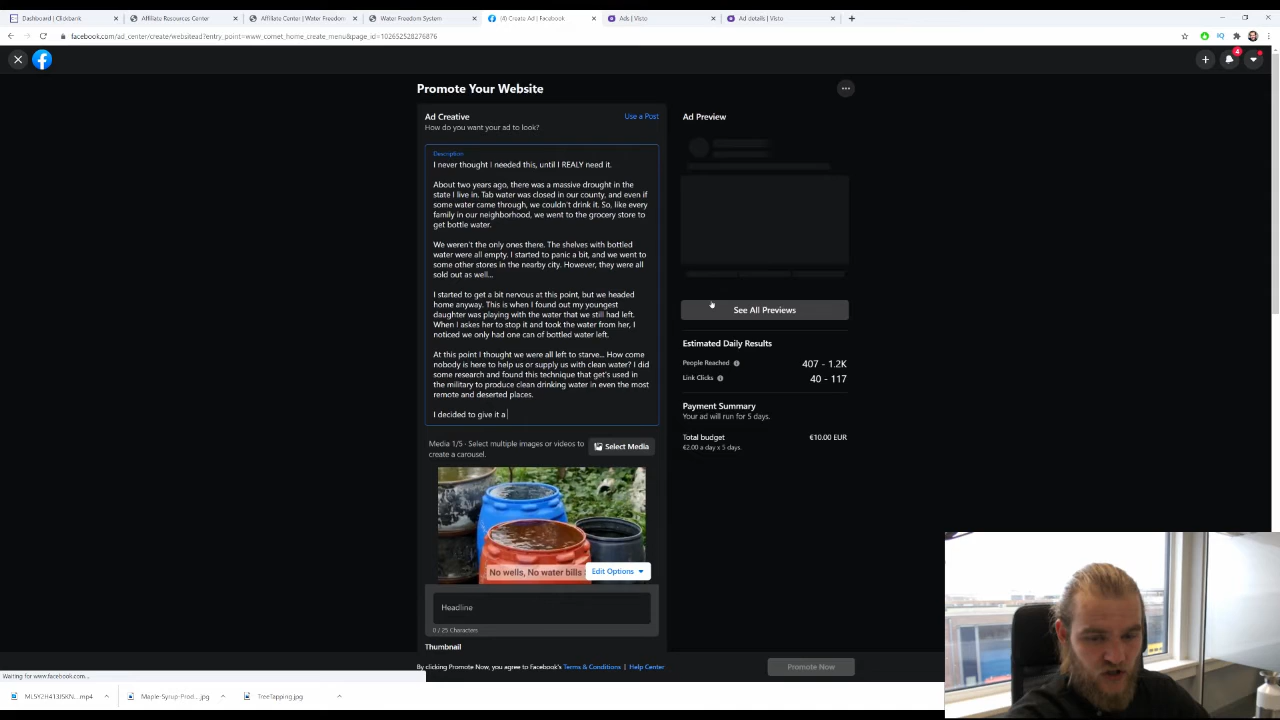 Dashboard | Clickbank
Affiliate Resources Center
Affiliate Center | Water Freedom
Water Freedom System
(4) Create Ad | Facebook
Ads | Visto
Ad details | Visto
facebook.com/ad_center/create/websitead?entry_point=www_comet_home_create_menu&page_id=102652528276876
4
Promote Your Website
Ad Creative
Use a Post
How do you want your ad to look?
Description
I never thought I needed this, until I REALY need it.
About two years ago, there was a massive drought in the
state I live in. Tab water was closed in our county, and even if
some water came through, we couldn't drink it. So, like every
family in our neighborhood, we went to the grocery store to
get bottle water.
We weren't the only ones there. The shelves with bottled
water were all empty. I started to panic a bit, and we went to
some other stores in the nearby city. However, they were all
sold out as well...
I started to get a bit nervous at this point, but we headed
home anyway. This is when I found out my youngest
daughter was playing with the water that we still had left.
When I askes her to stop it and took the water from her, I
noticed we only had one can of bottled water left.
At this point I thought we were all left to starve... How come
nobody is here to help us or supply us with clean water? I did
some research and found this technique that get's used in
the military to produce clean drinking water in even the most
remote and deserted places.
I decided to give it a
Media 1/5 · Select multiple images or videos to
create a carousel.
Select Media
No wells, No water bills
Edit Options
Headline
0 / 25 Characters
Thumbnail
Ad Preview
See All Previews
Estimated Daily Results
People Reached
407 - 1.2K
Link Clicks
40 - 117
Payment Summary
Your ad will run for 5 days.
Total budget
€10.00 EUR
€2.00 a day x 5 days.
By clicking Promote Now, you agree to Facebook's Terms & Conditions | Help Center
Promote Now
Waiting for www.facebook.com...
ML5Y2H413JSKN....mp4
Maple-Syrup-Prod....jpg
TreeTapping.jpg